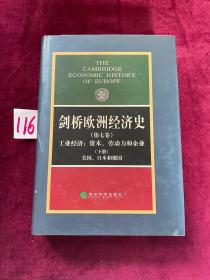 THE
CAMBRIDGE
ECONOMIC HISTORY
OF EUROPE
116
剑桥欧洲经济史
（第七卷）
工业经济：资本、劳动力和企业
（下册）
美国、日本和俄国
经济科学出版社